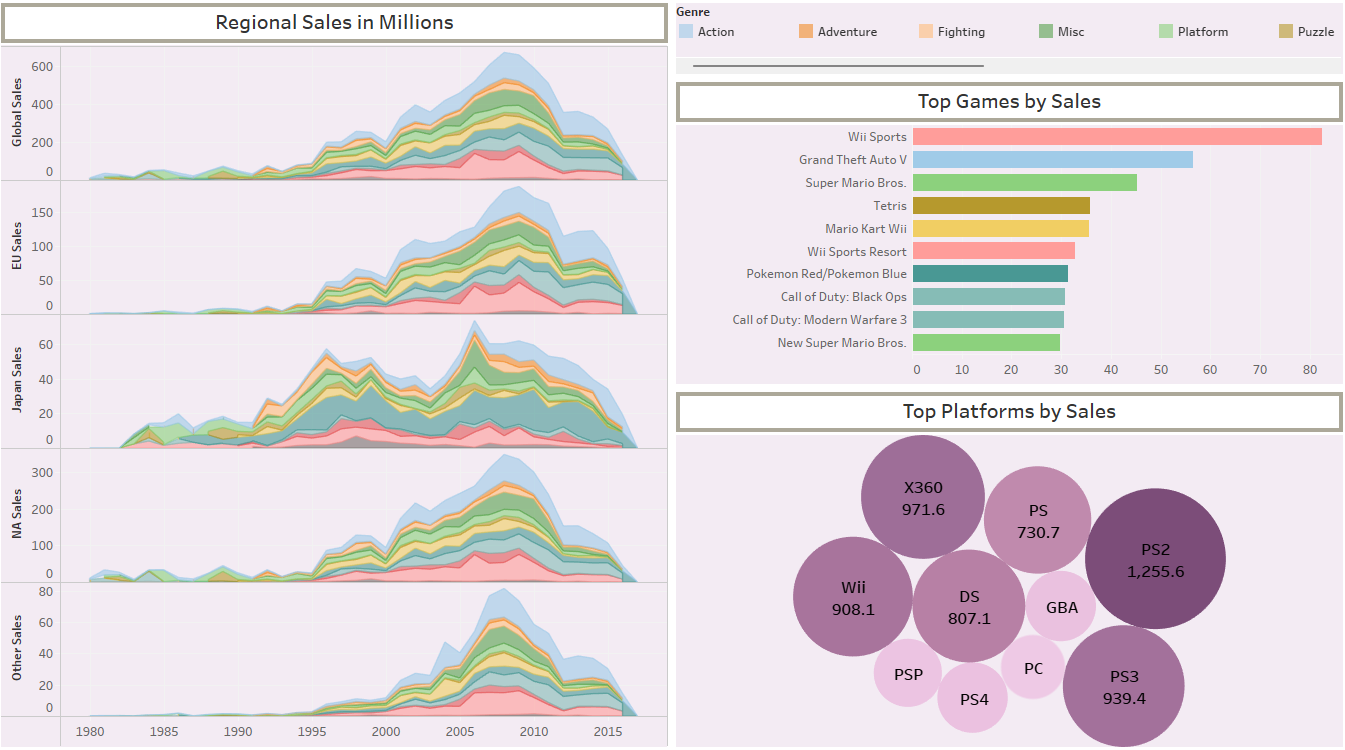 Regional Sales in Millions
Global Sales
600
400
200
0
EU Sales
150
100
50
0
Japan Sales
60
40
20
0
NA Sales
300
200
100
0
Other Sales
80
60
40
20
0
1980 1985 1990 1995 2000 2005 2010 2015
Genre
Action Adventure Fighting Misc Platform Puzzle
Top Games by Sales
Wii Sports
Grand Theft Auto V
Super Mario Bros.
Tetris
Mario Kart Wii
Wii Sports Resort
Pokemon Red/Pokemon Blue
Call of Duty: Black Ops
Call of Duty: Modern Warfare 3
New Super Mario Bros.
0 10 20 30 40 50 60 70 80
Top Platforms by Sales
X360
971.6
PS
730.7
PS2
1,255.6
Wii
908.1
DS
807.1
GBA
PSP
PS4
PC
PS3
939.4